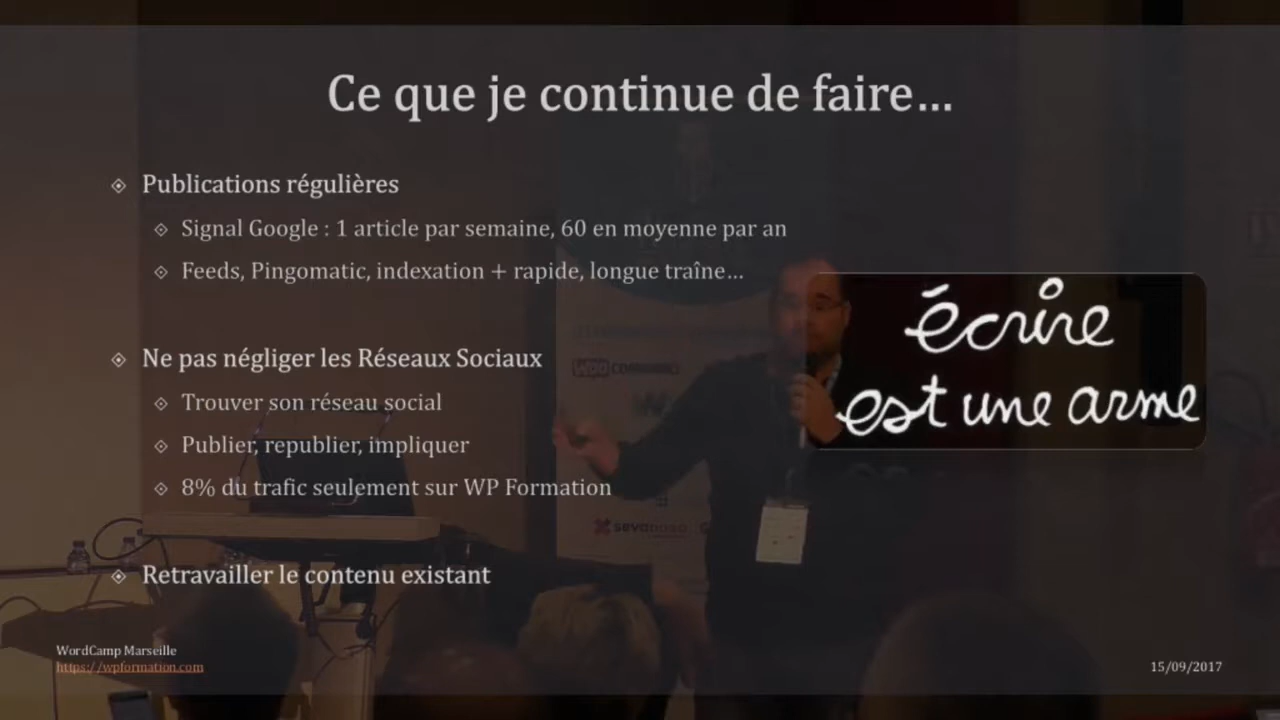 Ce que je continue de faire...
Publications régulières
Signal Google : 1 article par semaine, 60 en moyenne par an
Feeds, Pingomatic, indexation + rapide, longue traîne...
écrire
est une arme
WOO COMMERCE
Ne pas négliger les Réseaux Sociaux
Trouver son réseau social
Publier, republier, impliquer
8% du trafic seulement sur WP Formation
Retravailler le contenu existant
WordCamp Marseille
https://wpformation.com
15/09/2017